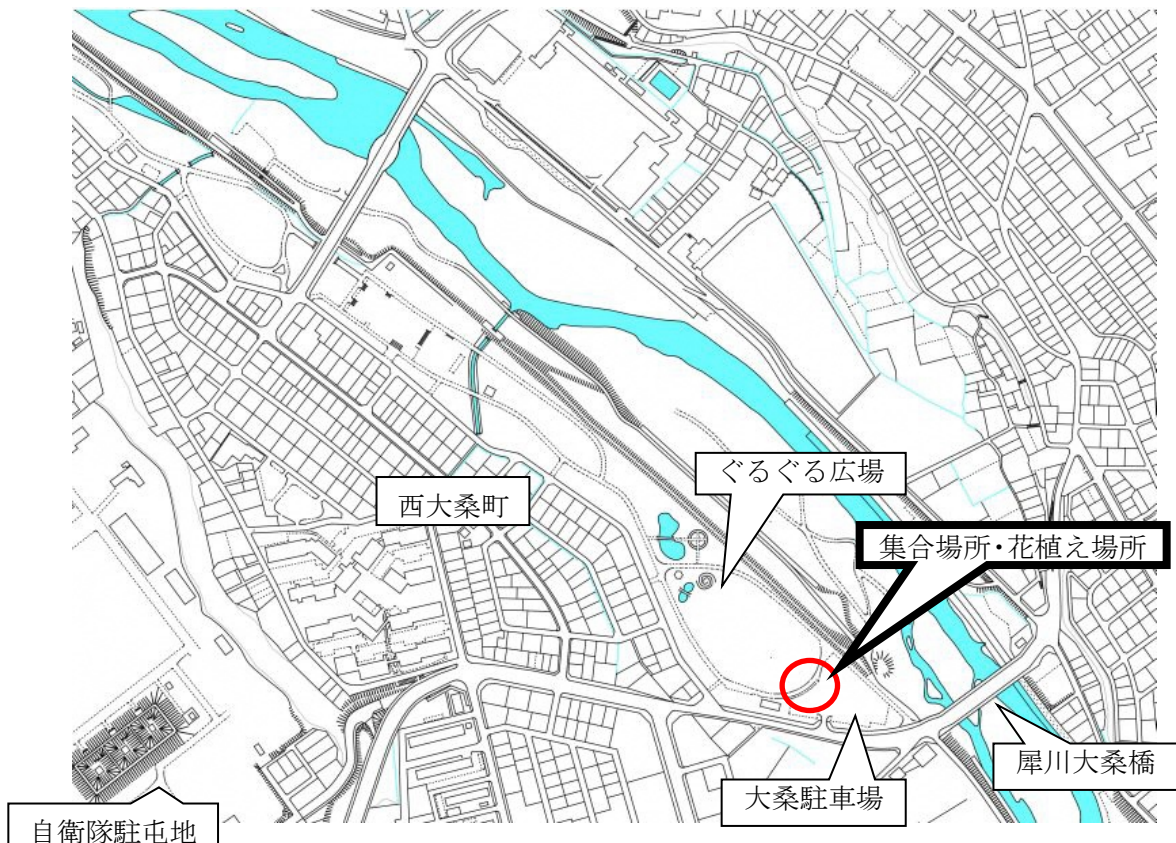 ぐるぐる広場
西大桑町
集合場所・花植え場所
犀川大桑橋
大桑駐車場
自衛隊駐屯地